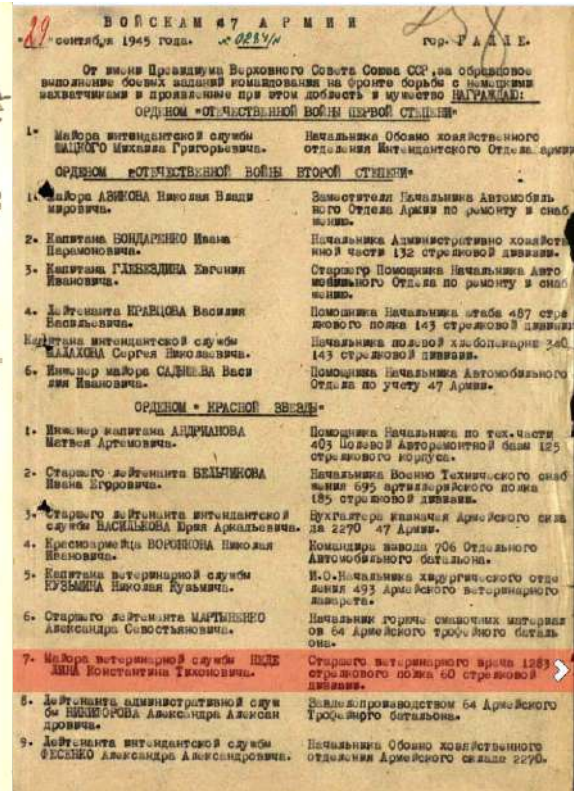 ВОЙСКАМ 47 АРМИИ
"29" сентября 1945 года. № 0284/н гор. ГАЛЛЕ.
От имени Президиума Верховного Совета Союза ССР, за образцовое
выполнение боевых заданий командования на фронте борьбы с немецкими
захватчиками и проявленные при этом доблесть и мужество НАГРАЖДАЮ:
ОРДЕНОМ "ОТЕЧЕСТВЕННОЙ ВОЙНЫ ПЕРВОЙ СТЕПЕНИ"
1- Майора интендантской службы Начальника Обозно хозяйственного
ШАЦКОГО Михаила Григорьевича. отделения Интендантского Отдела армии
ОРДЕНОМ "ОТЕЧЕСТВЕННОЙ ВОЙНЫ ВТОРОЙ СТЕПЕНИ"
1. Майора АЗИКОВА Николая Влади Заместителя Начальника Автомобиль
мировича. ного Отдела Армии по ремонту и снаб
жению.
2. Капитана БОНДАРЕНКО Ивана Начальника Административно хозяйств
Парамоновича. нной части 132 стрелковой дивизии.
3. Капитана ГЛЕБЕЗДИНА Евгения Старшего Помощника Начальника Авто
Ивановича. мобильного Отдела по ремонту и снаб
жению.
4. Лейтенанта КРАВЦОВА Василия Помощника Начальника штаба 487 стре
Васильевича. лкового полка 143 стрелковой дивизии
Капитана интендантской службы Начальника полевой хлебопекарни 340
МАЛАХОВА Сергея Николаевича. 143 стрелковой дивизии.
6. Инженер майора Васи Помощника Начальника Автомобильного
лия Ивановича. Отдела по учету 47 Армии.
ОРДЕНОМ " КРАСНОЙ ЗВЕЗДЫ"
1. Инженер капитана АНДРИАНОВА Помощника Начальника по тех.части
Матвея Артемовича. 403 Полевой Авторемонтной базы 125
стрелкового корпуса.
2- Старшего лейтенанта БЕЛЬЧИКОВА Начальника Военно Технического снаб
Ивана Егоровича. жения 695 артиллерийского полка
185 стрелковой дивизии.
3. Старшего лейтенанта интендантской Бухгалтера казначея Армейского скла
службы ВАСИЛЬКОВА Юрия Аркадьевича. да 2270 47 Армии.
4. Красноармейца ВОРОНКОВА Николая Командира взвода 706 Отдельного
Ивановича. Автомобильного батальона.
5. Капитана ветеринарной службы И.О.Начальника хирургического отде
КУЗЬМИНА Николая Кузьмича. ления 493 Армейского ветеринарного
лазарета.
6. Старшего лейтенанта МАРТЫНЕНКО Начальник горюче смазочных материал
Александра Севостьяновича. ов 64 Армейского трофейного баталь
она.
7- Майора ветеринарной службы НЕДЕ Старшего ветеринарного врача 1283
ЛИНА Константина Тихоновича. стрелкового полка 60 стрелковой
дивизии.
8. Лейтенанта административной служ Завделопроизводством 64 Армейского
бы НИКИФОРОВА Александра Алексан Трофейного батальона.
дровича.
9. Лейтенанта интендантской службы Начальника Обозно хозяйственного
ФЕСЕНКО Александра Александровича. отделения Армейского склада 2270.